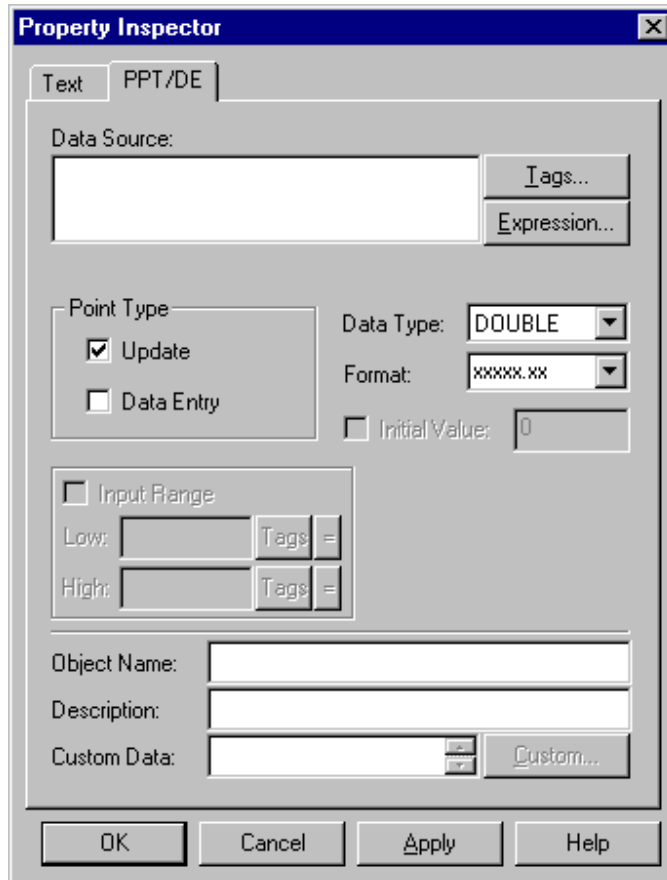 Property Inspector
Text PPT/DE
Data Source:
Tags...
Expression...
Point Type
Update
Data Entry
Data Type: DOUBLE
Format: xxxxx.xx
Initial Value: 0
Input Range
Low: Tags =
High: Tags =
Object Name:
Description:
Custom Data: Custom...
OK Cancel Apply Help